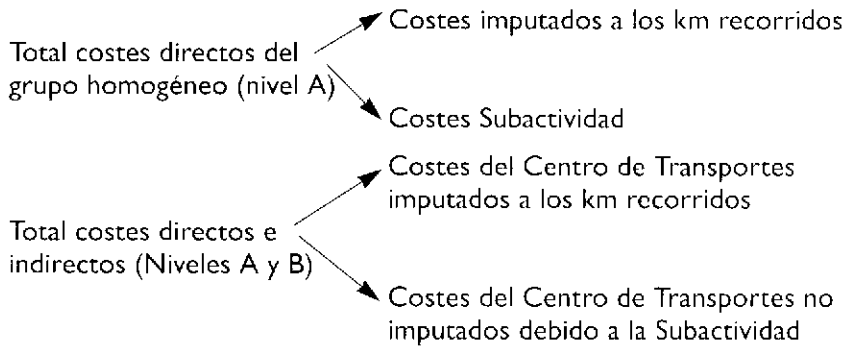 Costes imputados a los km recorridos
Total costes directos del
grupo homogéneo (nivel A)
Costes Subactividad
Costes del Centro de Transportes
imputados a los km recorridos
Total costes directos e
indirectos (Niveles A y B)
Costes del Centro de Transportes no
imputados debido a la Subactividad